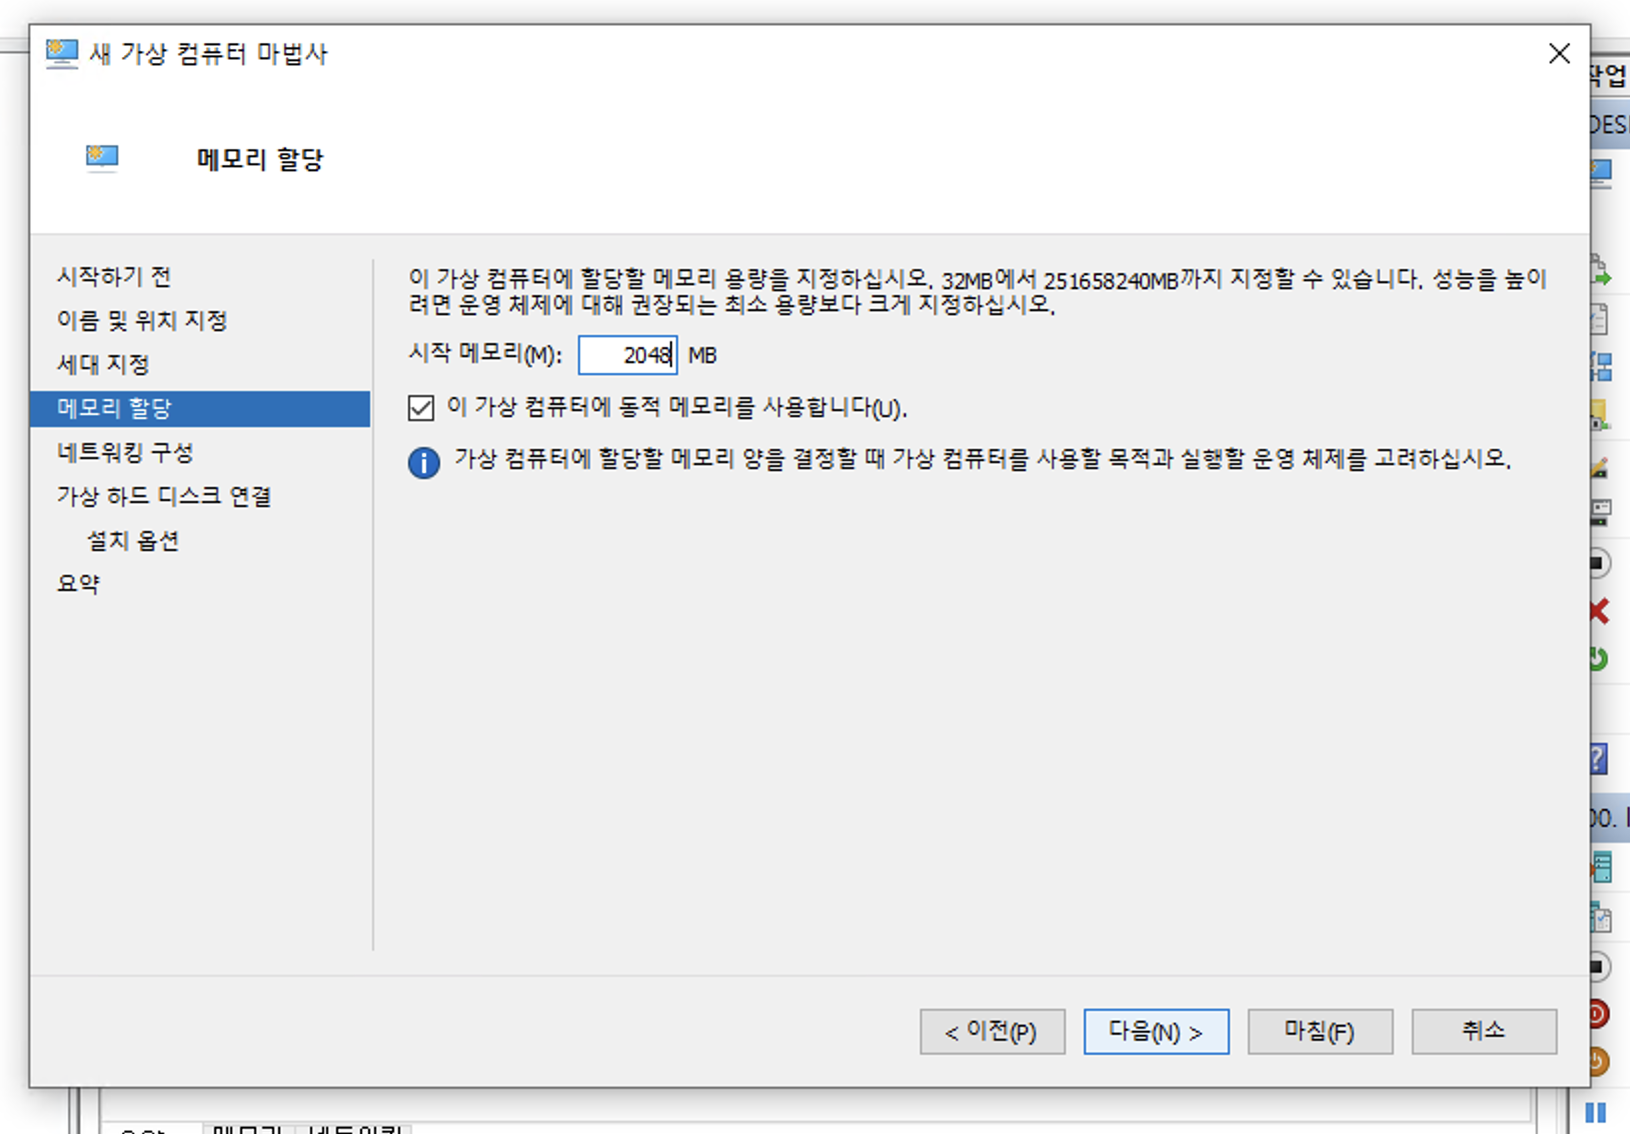 새 가상 컴퓨터 마법사
메모리 할당
시작하기 전
이름 및 위치 지정
세대 지정
메모리 할당
네트워킹 구성
가상 하드 디스크 연결
설치 옵션
요약
이 가상 컴퓨터에 할당할 메모리 용량을 지정하십시오. 32MB에서 251658240MB까지 지정할 수 있습니다. 성능을 높이
려면 운영 체제에 대해 권장되는 최소 용량보다 크게 지정하십시오.
시작 메모리(M): 2048 MB
이 가상 컴퓨터에 동적 메모리를 사용합니다(U).
가상 컴퓨터에 할당할 메모리 양을 결정할 때 가상 컴퓨터를 사용할 목적과 실행할 운영 체제를 고려하십시오.
< 이전(P) 다음(N) > 마침(F) 취소
작업
DES
00.
메모리 네트워킹